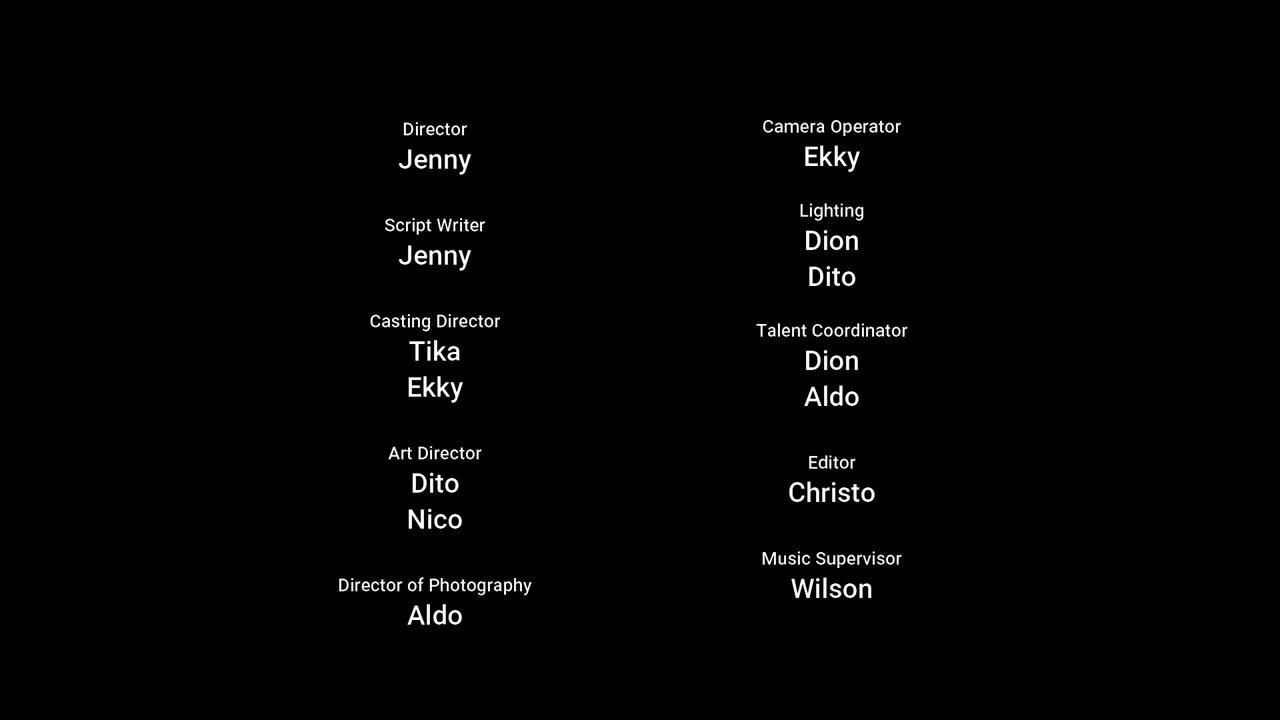 Director
Jenny
Script Writer
Jenny
Casting Director
Tika
Ekky
Art Director
Dito
Nico
Director of Photography
Aldo
Camera Operator
Ekky
Lighting
Dion
Dito
Talent Coordinator
Dion
Aldo
Editor
Christo
Music Supervisor
Wilson